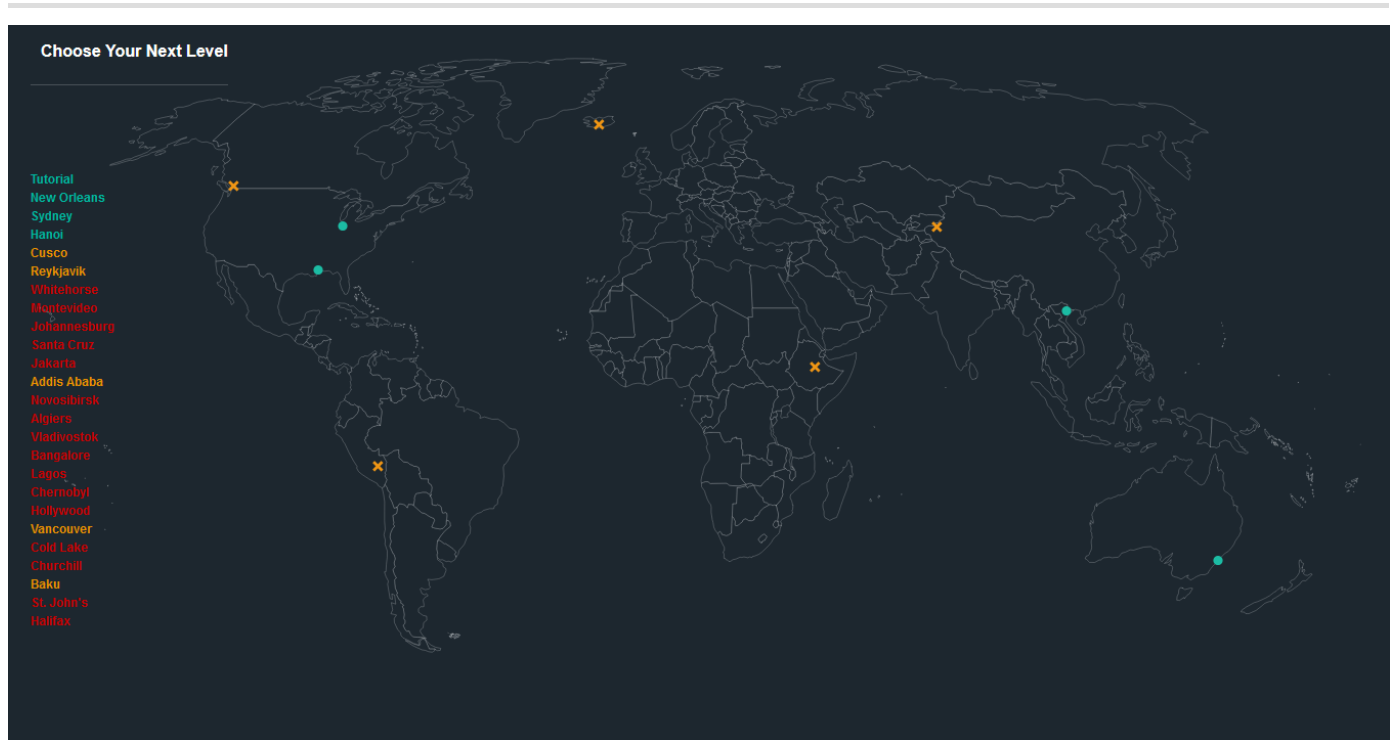 Choose Your Next Level
Tutorial
New Orleans
Sydney
Hanoi
Cusco
Reykjavik
Whitehorse
Montevideo
Johannesburg
Santa Cruz
Jakarta
Addis Ababa
Novosibirsk
Algiers
Vladivostok
Bangalore
Lagos
Chernobyl
Hollywood
Vancouver
Cold Lake
Churchill
Baku
St. John's
Halifax